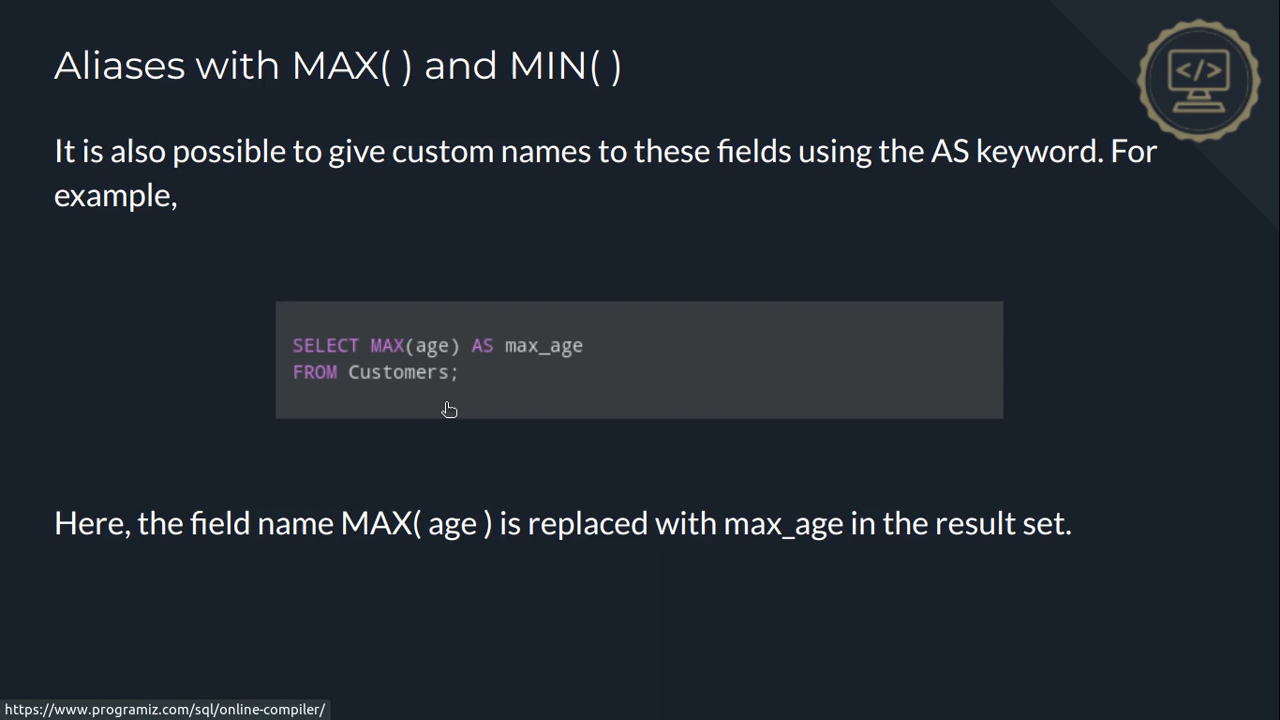 Aliases with MAX( ) and MIN( )
It is also possible to give custom names to these fields using the AS keyword. For
example,
SELECT MAX(age) AS max_age
FROM Customers;
Here, the field name MAX( age ) is replaced with max_age in the result set.
https://www.programiz.com/sql/online-compiler/